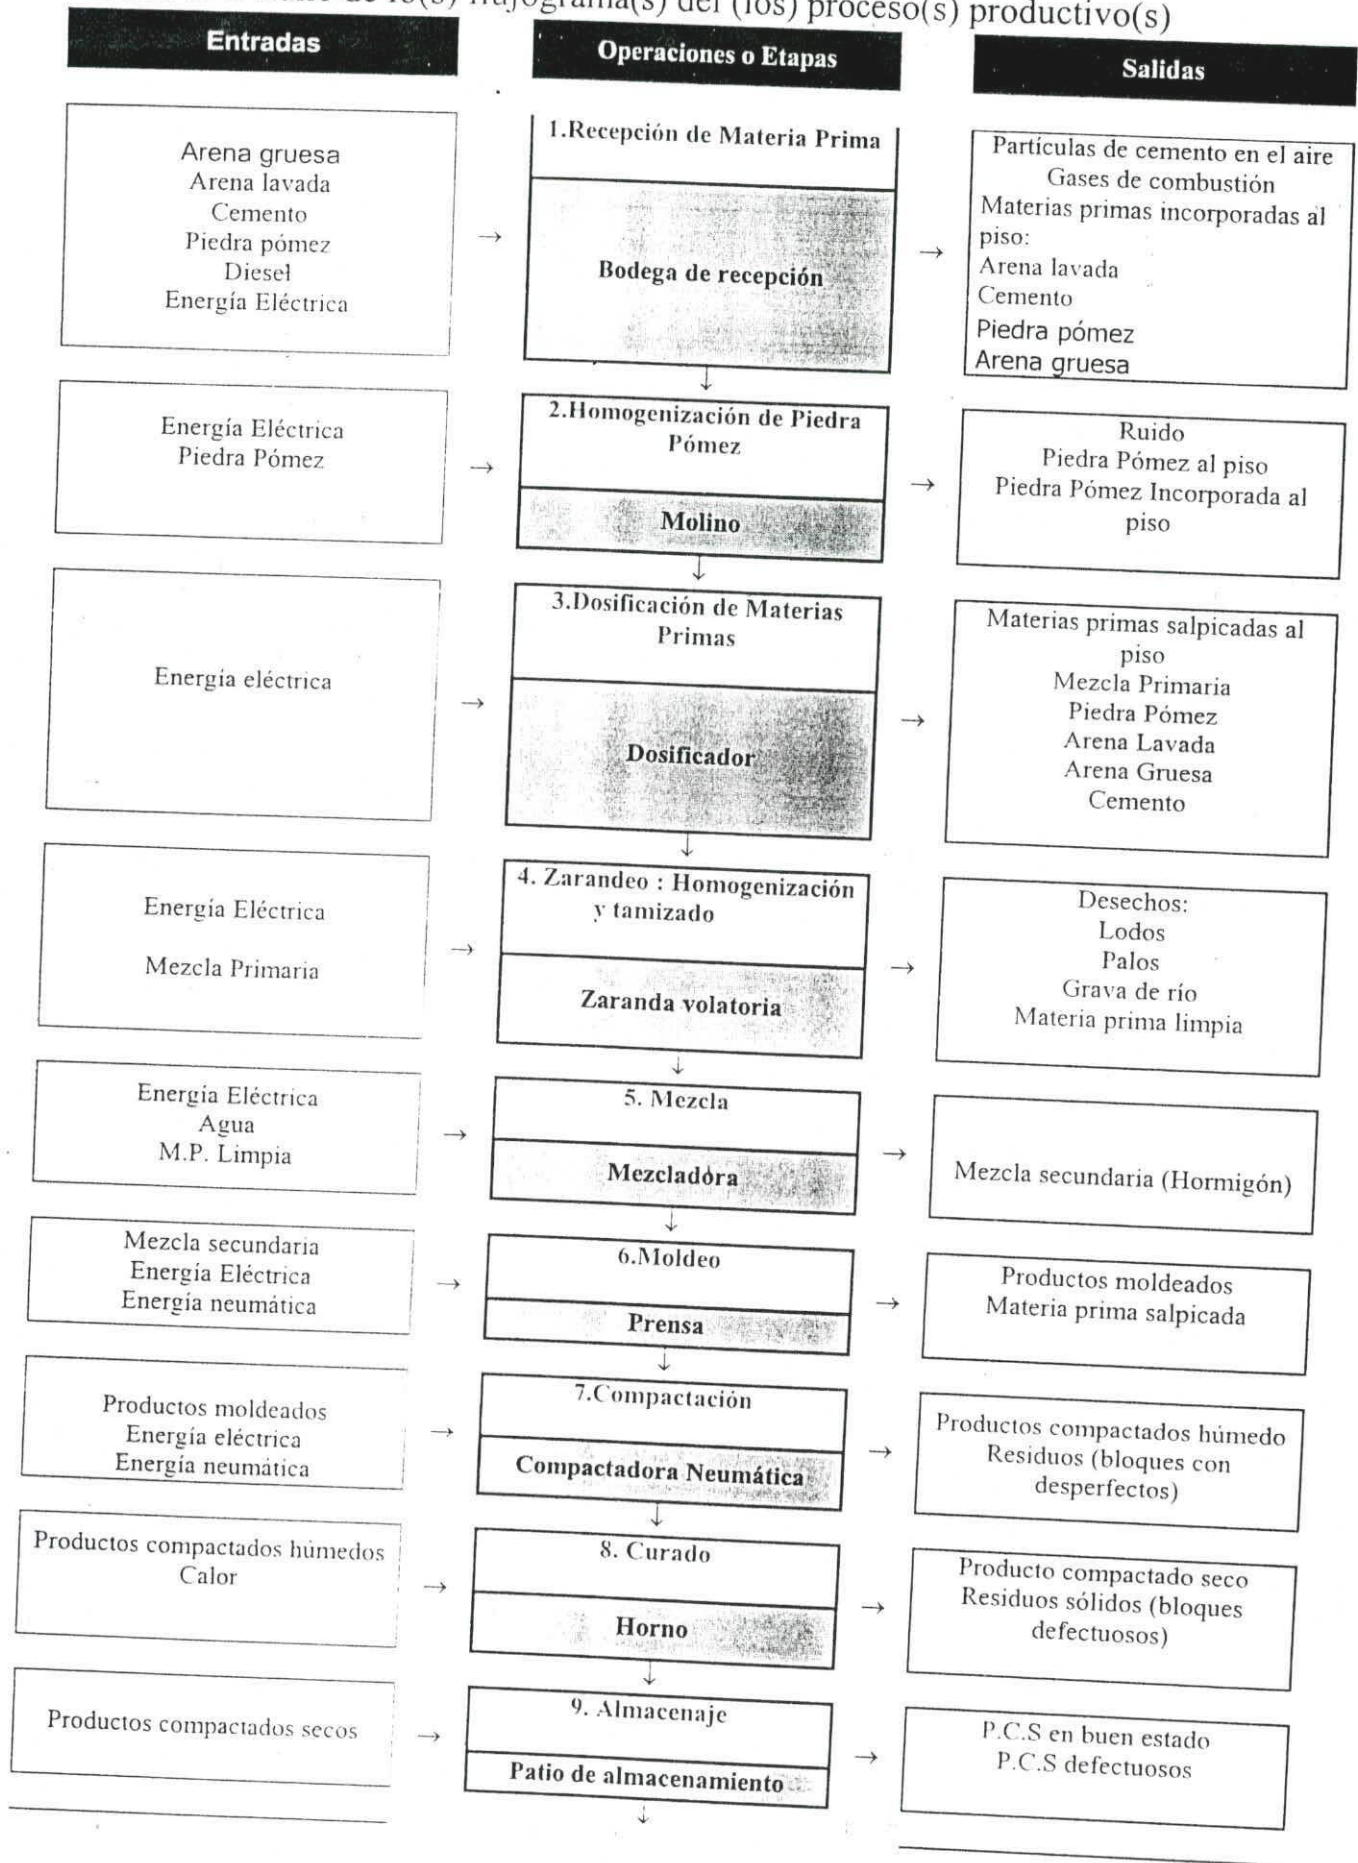 de lo(s) flujograma(s) del (los) proceso(s) productivo(s)
Entradas
Operaciones o Etapas
Salidas
Arena gruesa
Arena lavada
Cemento
Piedra pómez
Diesel
Energía Eléctrica
→
1.Recepción de Materia Prima
Bodega de recepción
→
Partículas de cemento en el aire
Gases de combustión
Materias primas incorporadas al
piso:
Arena lavada
Cemento
Piedra pómez
Arena gruesa
↓
Energía Eléctrica
Piedra Pómez
→
2.Homogenización de Piedra
Pómez
Molino
→
Ruido
Piedra Pómez al piso
Piedra Pómez Incorporada al
piso
↓
Energía eléctrica
→
3.Dosificación de Materias
Primas
Dosificador
→
Materias primas salpicadas al
piso
Mezcla Primaria
Piedra Pómez
Arena Lavada
Arena Gruesa
Cemento
↓
Energía Eléctrica
Mezcla Primaria
→
4. Zarandeo : Homogenización
y tamizado
Zaranda volatoria
→
Desechos:
Lodos
Palos
Grava de río
Materia prima limpia
↓
Energía Eléctrica
Agua
M.P. Limpia
→
5. Mezcla
Mezcladora
→
Mezcla secundaria (Hormigón)
↓
Mezcla secundaria
Energía Eléctrica
Energía neumática
→
6.Moldeo
Prensa
→
Productos moldeados
Materia prima salpicada
↓
Productos moldeados
Energía eléctrica
Energía neumática
→
7.Compactación
Compactadora Neumática
→
Productos compactados húmedo
Residuos (bloques con
desperfectos)
↓
Productos compactados húmedos
Calor
→
8. Curado
Horno
→
Producto compactado seco
Residuos sólidos (bloques
defectuosos)
↓
Productos compactados secos
→
9. Almacenaje
Patio de almacenamiento
→
P.C.S en buen estado
P.C.S defectuosos
↓